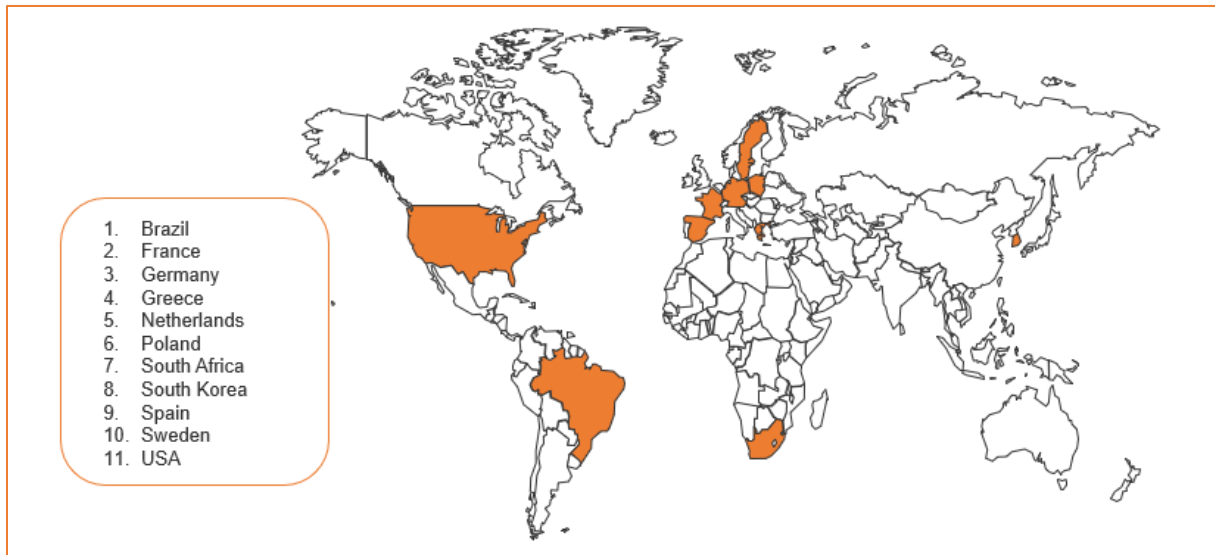 1. Brazil
2. France
3. Germany
4. Greece
5. Netherlands
6. Poland
7. South Africa
8. South Korea
9. Spain
10. Sweden
11. USA